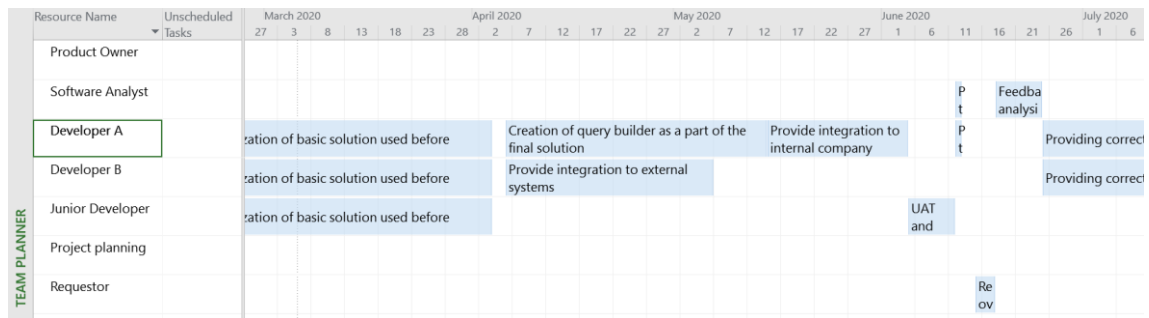 Resource Name Unscheduled Tasks March 2020 April 2020 May 2020 June 2020 July 2020
27 3 8 13 18 23 28 2 7 12 17 22 27 2 7 12 17 22 27 1 6 11 16 21 26 1 6
TEAM PLANNER
Product Owner
Software Analyst
P
t
Feedba
analysi
Developer A
zation of basic solution used before
Creation of query builder as a part of the
final solution
Provide integration to
internal company
P
t
Providing correct
Developer B
zation of basic solution used before
Provide integration to external
systems
Providing correct
Junior Developer
zation of basic solution used before
UAT
and
Project planning
Requestor
Re
ov